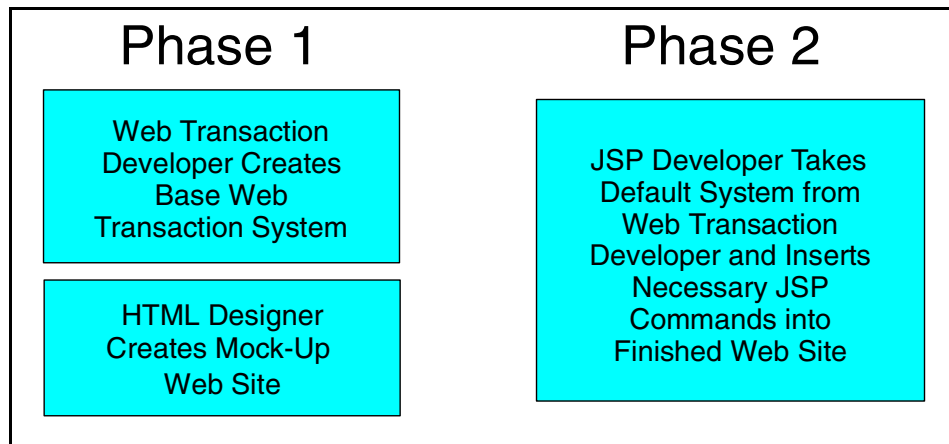 Phase 1
Web Transaction
Developer Creates
Base Web
Transaction System
HTML Designer
Creates Mock-Up
Web Site
Phase 2
JSP Developer Takes
Default System from
Web Transaction
Developer and Inserts
Necessary JSP
Commands into
Finished Web Site